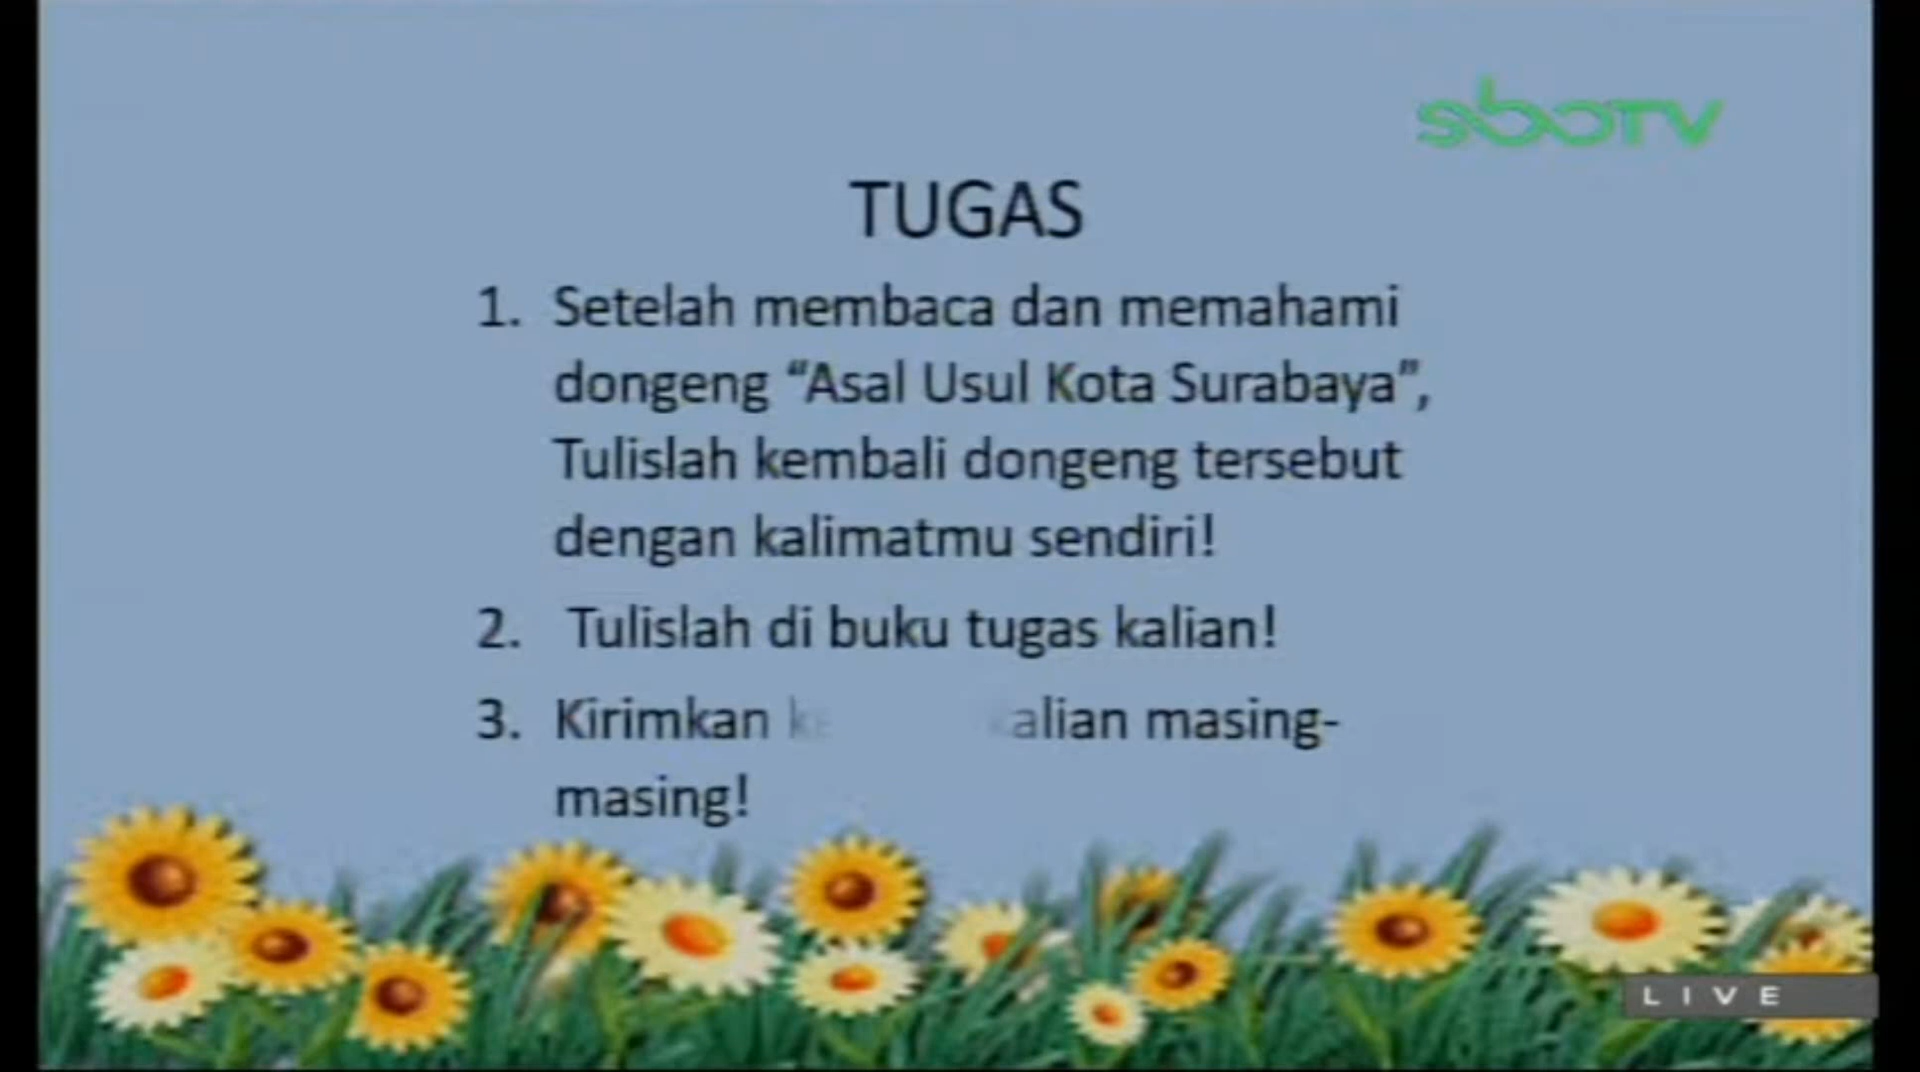 sboTV
TUGAS
1. Setelah membaca dan memahami
dongeng “Asal Usul Kota Surabaya”,
Tulislah kembali dongeng tersebut
dengan kalimatmu sendiri!
2. Tulislah di buku tugas kalian!
3. Kirimkan alian masing-
masing!
LIVE